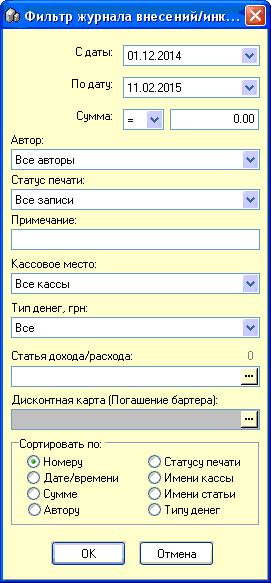 Фильтр журнала внесений/инк...
С даты: 01.12.2014
По дату: 11.02.2015
Сумма: = 0.00
Автор:
Все авторы
Статус печати:
Все записи
Примечание:
Кассовое место:
Все кассы
Тип денег, грн:
Все
Статья дохода/расхода: 0
...
Дисконтная карта (Погашение бартера):
...
Сортировать по:
Номеру Статусу печати
Дате/времени Имени кассы
Сумме Имени статьи
Автору Типу денег
OK Отмена